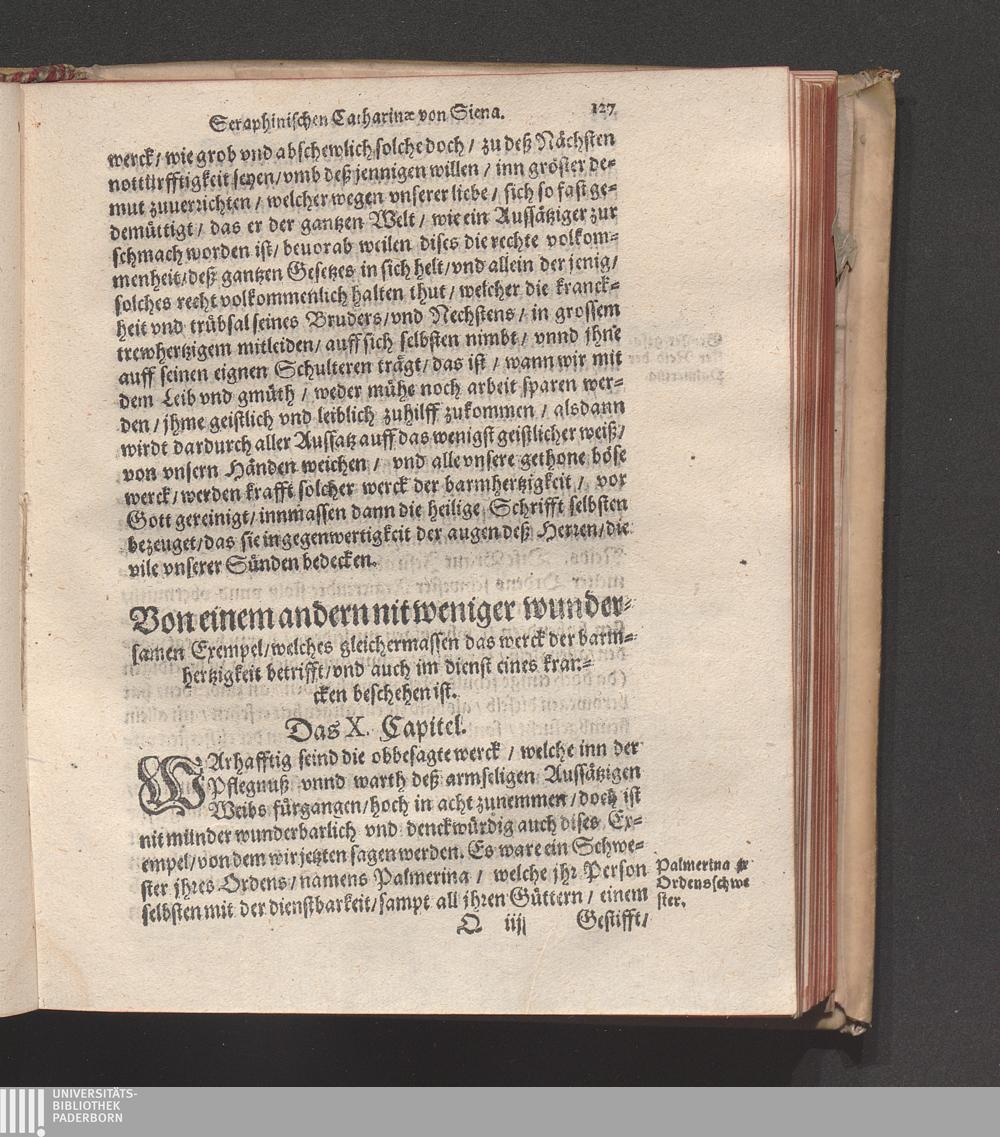 Seraphinischen Catharinæ von Siena. 127
werck/ wie grob vnd abschewlich solche doch / zu deß Nächsten
nottürfftigkeit seyen/ vmb deß jennigen willen / inn gröster de-
mut zuuerrichten / welcher wegen vnserer liebe / sich so fast ge-
demüttigt / das er der gantzen Welt / wie ein Aussätziger zur
schmach worden ist/ beuorab weilen dises die rechte volkom-
menheit/ deß gantzen Gesetzes in sich helt/ vnd allein der jenig/
solches recht volkommenlich halten thut / welcher die kranck-
heit vnd trübsal seines Bruders/ vnd Nechstens / in grossem
trewhertzigem mitleiden/ auff sich selbsten nimbt / vnnd jhne
auff seinen eignen Schulteren trägt/ das ist / wann wir mit
dem Leib vnd gmüth / weder mühe noch arbeit sparen wer-
den / jhme geistlich vnd leiblich zuhilff zukommen / alsdann
wirdt dardurch aller Aussatz auff das wenigst geistlicher weiß/
von vnsern Händen weichen / vnd alle vnsere gethone böse
werck/ werden krafft solcher werck der barmhertzigkeit / vor
Gott gereinigt/ innmassen dann die heilige Schrifft selbsten
bezeuget/ das sie in gegenwertigkeit der augen deß Herren/ die
vile vnserer Sünden bedecken.
Von einem andern nit weniger wunder-
samen Exempel/ welches gleichermassen das werck der barm-
hertzigkeit betrifft/ vnd auch im dienst eines kran-
cken beschehen ist.
Das X. Capitel.
WArhafftig seind die obbesagte werck / welche inn der
Pflegnuß vnnd warth deß armseligen Aussätzigen
Weibs fürgangen/ hoch in acht zunemmen / doch ist
nit münder wunderbarlich vnd denckwürdig auch dises Ex-
empel/ von dem wir jetzten sagen werden. Es ware ein Schwe-
ster jhres Ordens/ namens Palmerina / welche jhr Person
selbsten mit der dienstbarkeit/ sampt all jhren Güttern / einem
Palmerina
Ordensschwe
ster.
Q iiij Gestifft/
UNIVERSITÄTS-
BIBLIOTHEK
PADERBORN